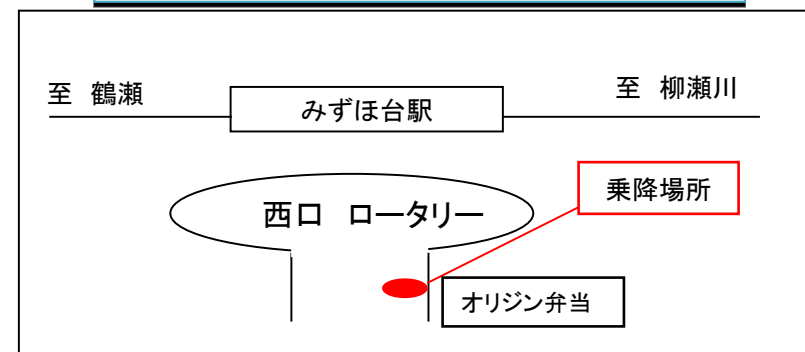 至 鶴瀬
みずほ台駅
至 柳瀬川
西口 ロータリー
乗降場所
オリジン弁当